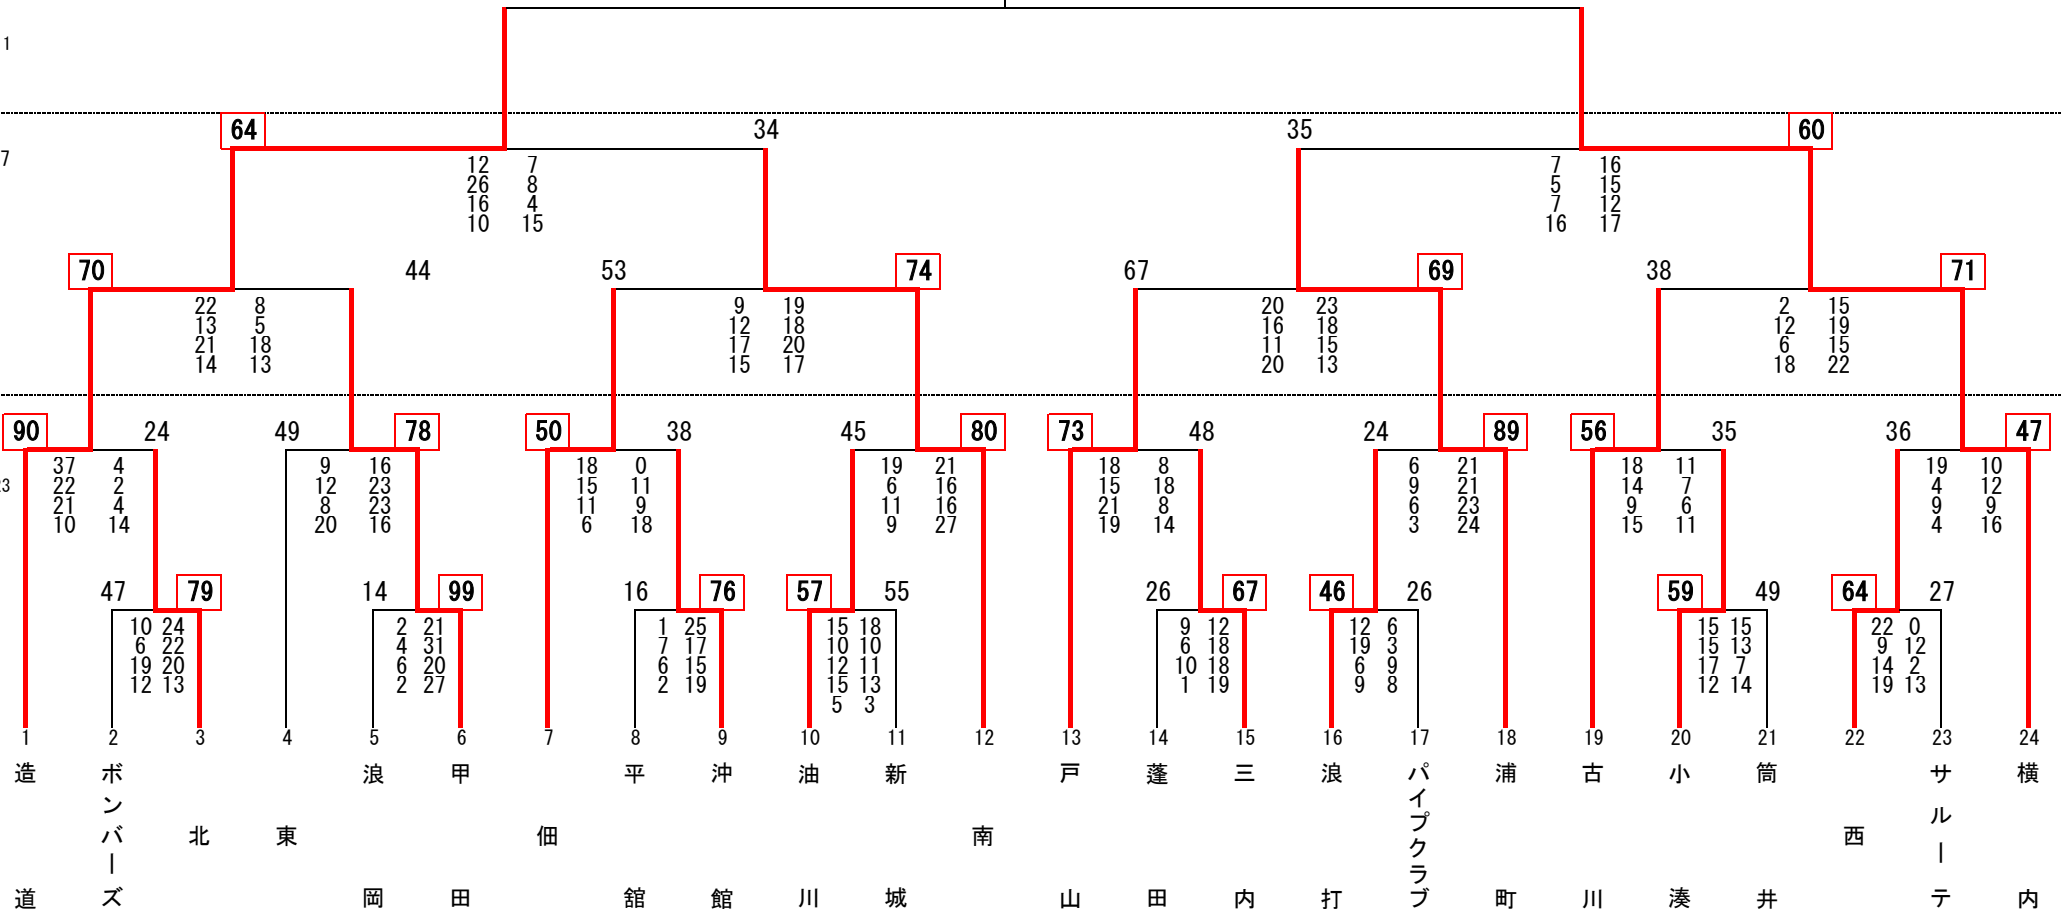 1
64 34 35 60
7
12 7 7 16
26 8 5 15
16 4 7 12
10 15 16 17
70 44 53 74 67 69 38 71
22 8 9 19 20 23 2 15
13 5 12 18 16 18 12 19
21 18 17 20 11 15 6 15
14 13 15 17 20 13 18 22
90 24 49 78 50 38 45 80 73 48 24 89 56 35 36 47
37 4 9 16 18 0 19 21 18 8 6 21 18 11 19 10
22 2 12 23 15 11 6 16 15 18 9 21 14 7 4 12
21 4 8 23 11 9 11 16 21 8 6 23 9 6 9 9
10 14 20 16 6 18 9 27 19 14 3 24 15 11 4 16
47 79 14 99 16 76 57 55 26 67 46 26 59 49 64 27
10 24 2 21 1 25 15 18 9 12 12 6 15 15 22 0
6 22 4 31 7 17 10 10 6 18 19 3 15 13 9 12
19 20 6 20 6 15 12 11 10 18 6 9 17 7 14 2
12 13 2 27 2 19 15 13 1 19 9 8 12 14 19 13
5 3
1 2 3 4 5 6 7 8 9 10 11 12 13 14 15 16 17 18 19 20 21 22 23 24
造道
ボンバーズ
北
東
浪岡
甲田
佃
平舘
沖館
油川
新城
南
戸山
蓬田
三内
浪打
パイプクラブ
浦町
古川
小湊
筒井
西
サルーテ
横内